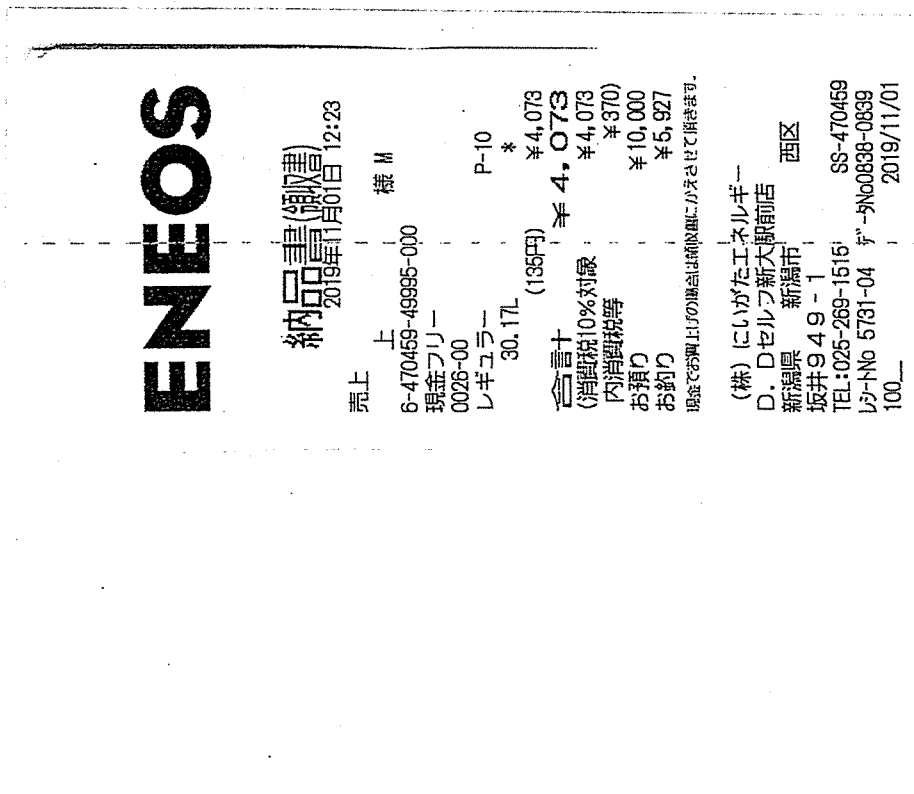 ENEOS
納品書(領収書)
2019年11月01日 12:23
売上
上 様 M
6-470459-49995-000
現金フリー
0026-00
レギュラー P-10
30.17L *
(135円) ¥4,073
合計 ¥4,073
(消費税10%対象 ¥4,073
内消費税等 ¥370)
お預り ¥10,000
お釣り ¥5,927
現金でお買上げの場合は領収書にかえさせて頂きます。
(株)にいがたエネルギー
D.Dセルフ新大駅前店
新潟県 新潟市 西区
坂井949-1
TEL:025-269-1515 SS-470459
レシートNo 5731-04 データNo0838-0839
100__ 2019/11/01